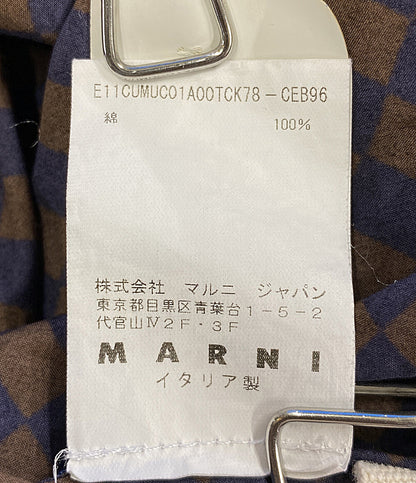 E11CUMUC01A00TCK78-CEB96
綿 100%
株式会社 マルニ ジャパン
東京都目黒区青葉台1-5-2
代官山Ⅳ2F・3F
MARNI
イタリア製